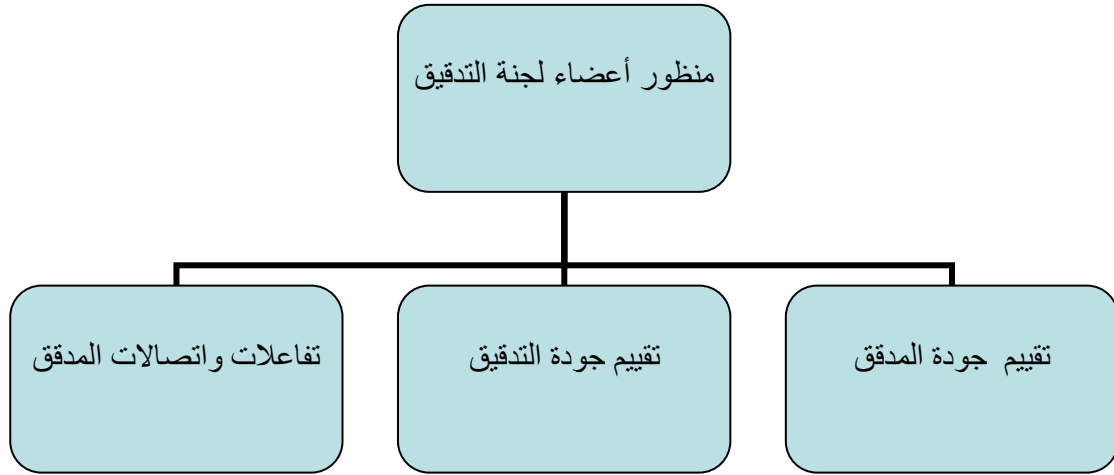 منظور أعضاء لجنة التدقيق
تقييم جودة المدقق
تقييم جودة التدقيق
تفاعلات واتصالات المدقق